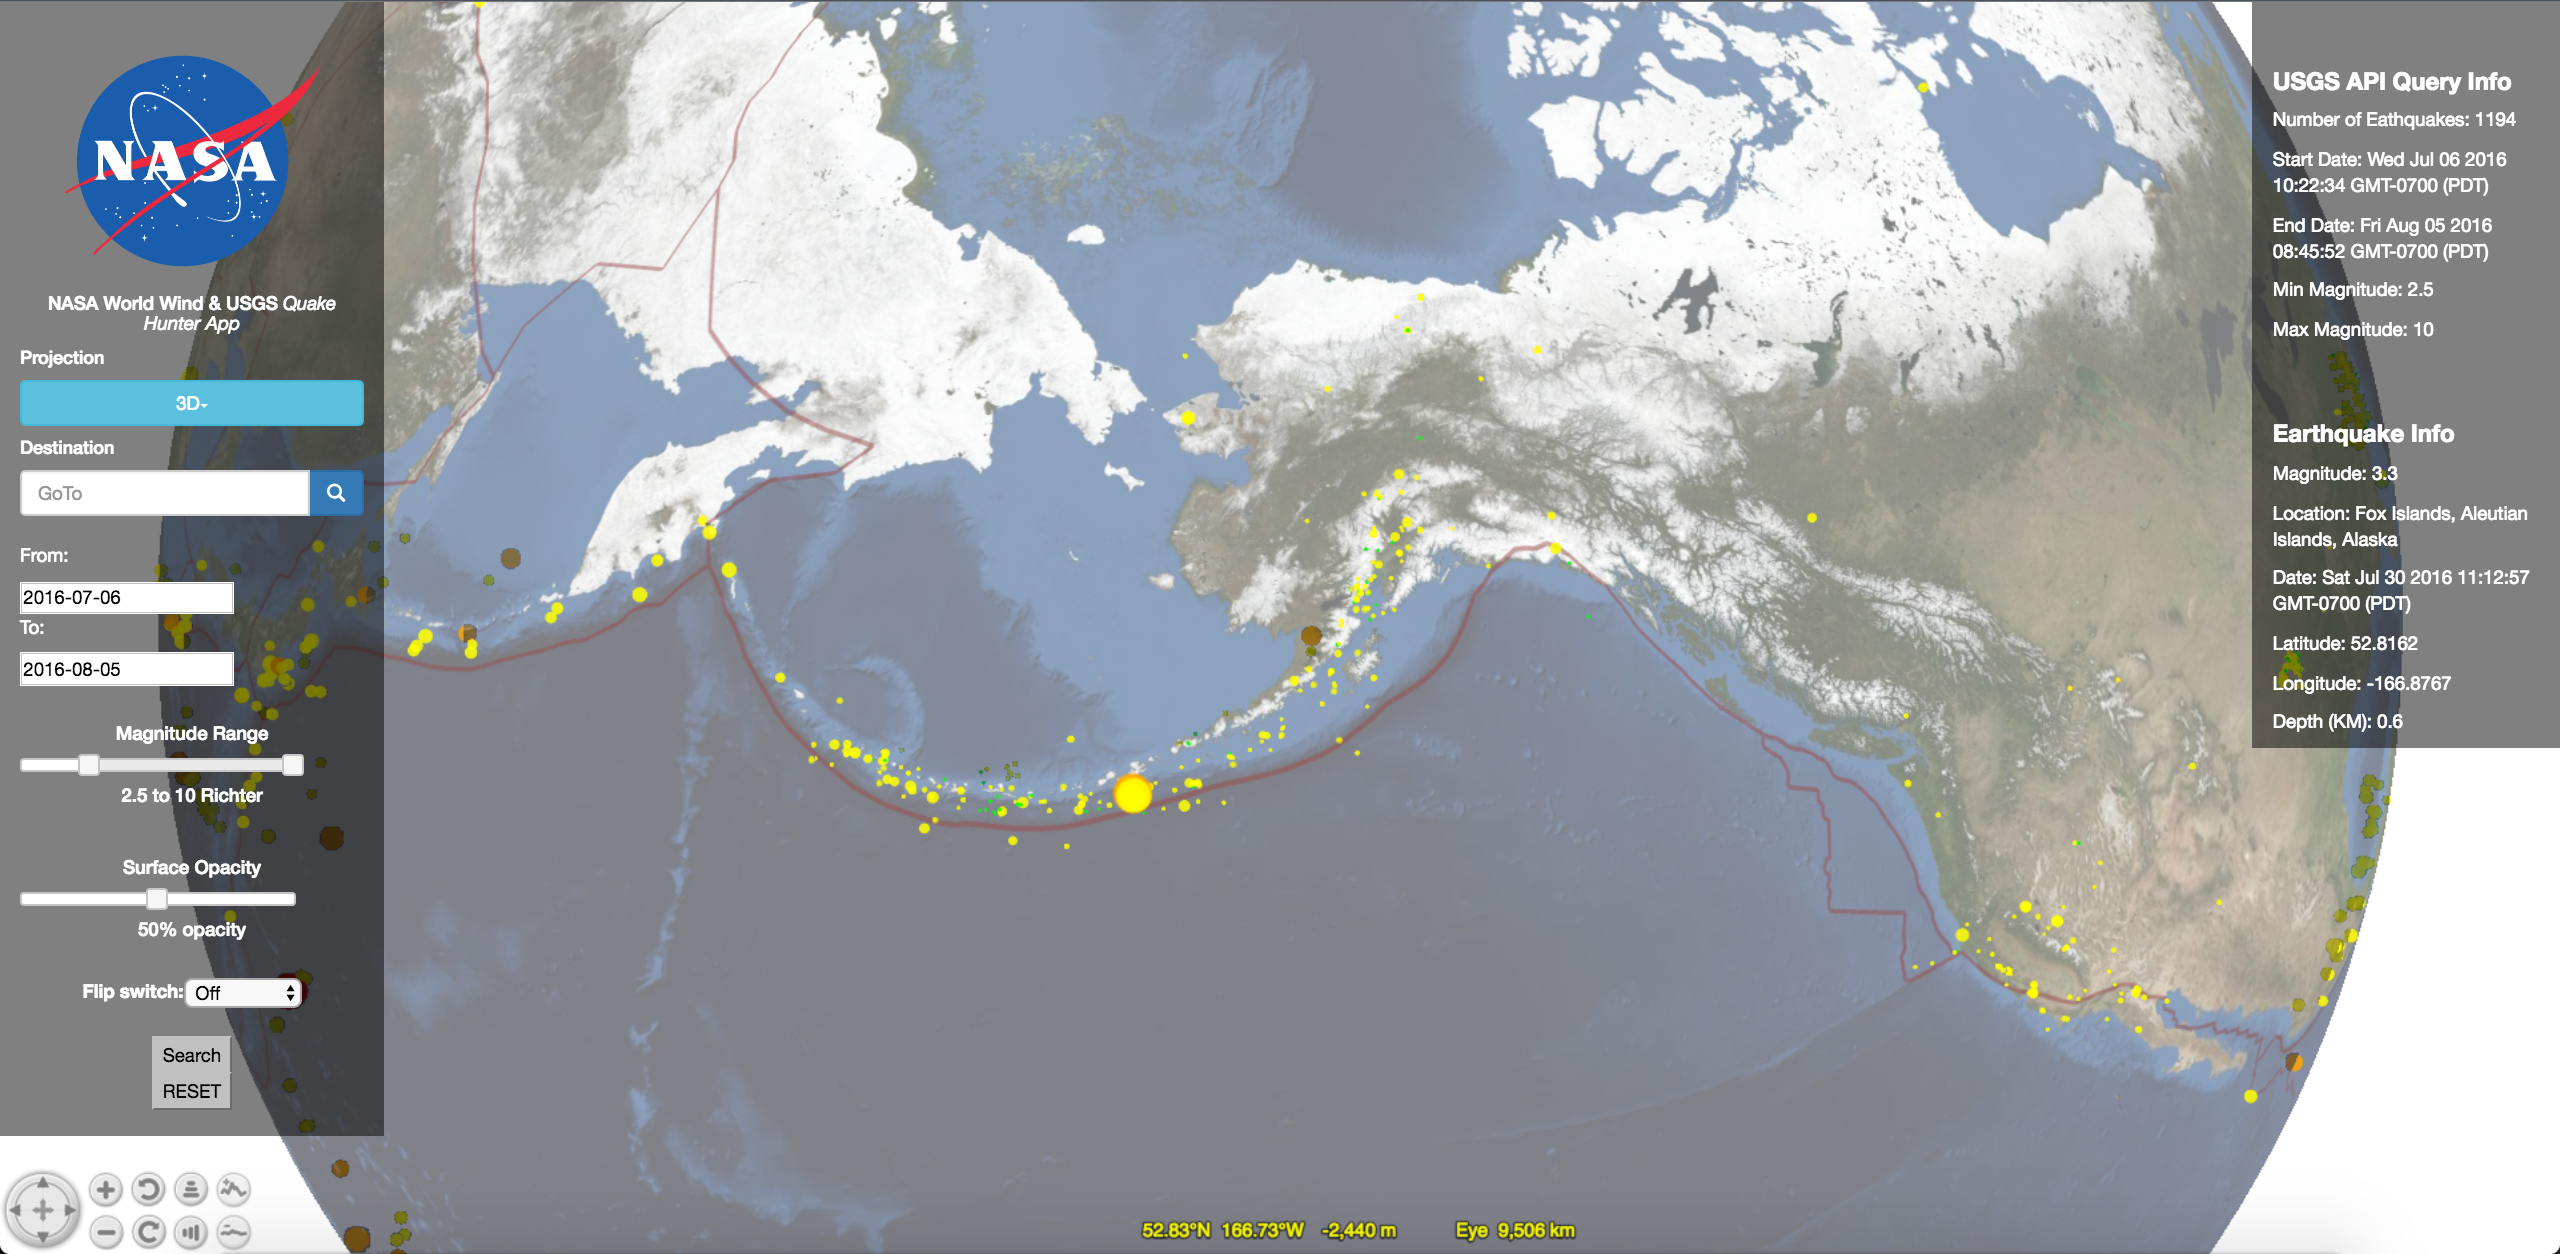 NASA
NASA World Wind & USGS Quake
Hunter App
Projection
3D
Destination
GoTo
From:
2016-07-06
To:
2016-08-05
Magnitude Range
2.5 to 10 Richter
Surface Opacity
50% opacity
Flip switch: Off
Search
RESET
USGS API Query Info
Number of Eathquakes: 1194
Start Date: Wed Jul 06 2016
10:22:34 GMT-0700 (PDT)
End Date: Fri Aug 05 2016
08:45:52 GMT-0700 (PDT)
Min Magnitude: 2.5
Max Magnitude: 10
Earthquake Info
Magnitude: 3.3
Location: Fox Islands, Aleutian
Islands, Alaska
Date: Sat Jul 30 2016 11:12:57
GMT-0700 (PDT)
Latitude: 52.8162
Longitude: -166.8767
Depth (KM): 0.6
52.83°N 166.73°W -2,440 m Eye 9,506 km